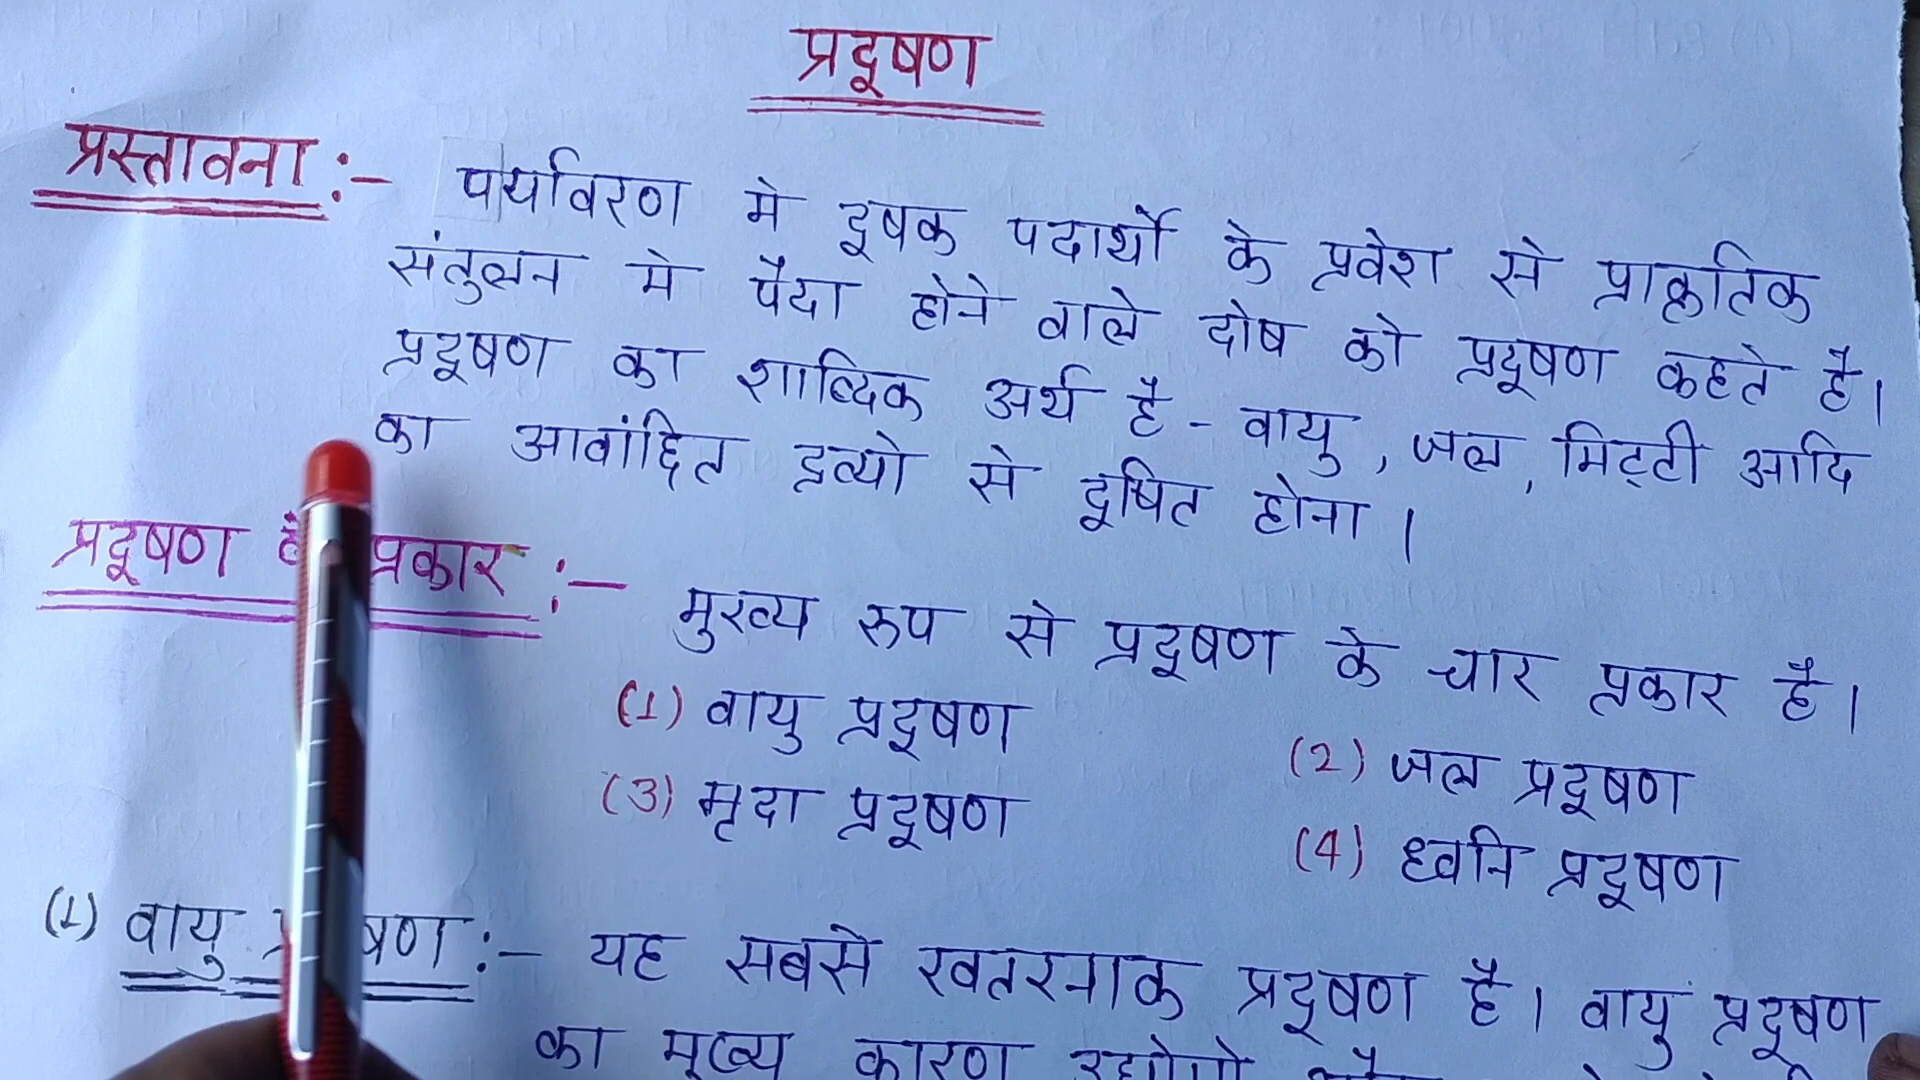 प्रदूषण
प्रस्तावना :- पर्यावरण मे दूषक पदार्थो के प्रवेश से प्राकृतिक
संतुलन मे पैदा होने वाले दोष को प्रदूषण कहते है।
प्रदूषण का शाब्दिक अर्थ है - वायु, जल, मिट्टी आदि
का आवांछित द्रव्यो से दूषित होना।
प्रदूषण प्रकार :- मुख्य रुप से प्रदूषण के चार प्रकार है।
(1) वायु प्रदूषण (2) जल प्रदूषण
(3) मृदा प्रदूषण (4) ध्वनि प्रदूषण
(1) वायु :- यह सबसे खतरनाक प्रदूषण है। वायु प्रदूषण
का मुख्य कारण